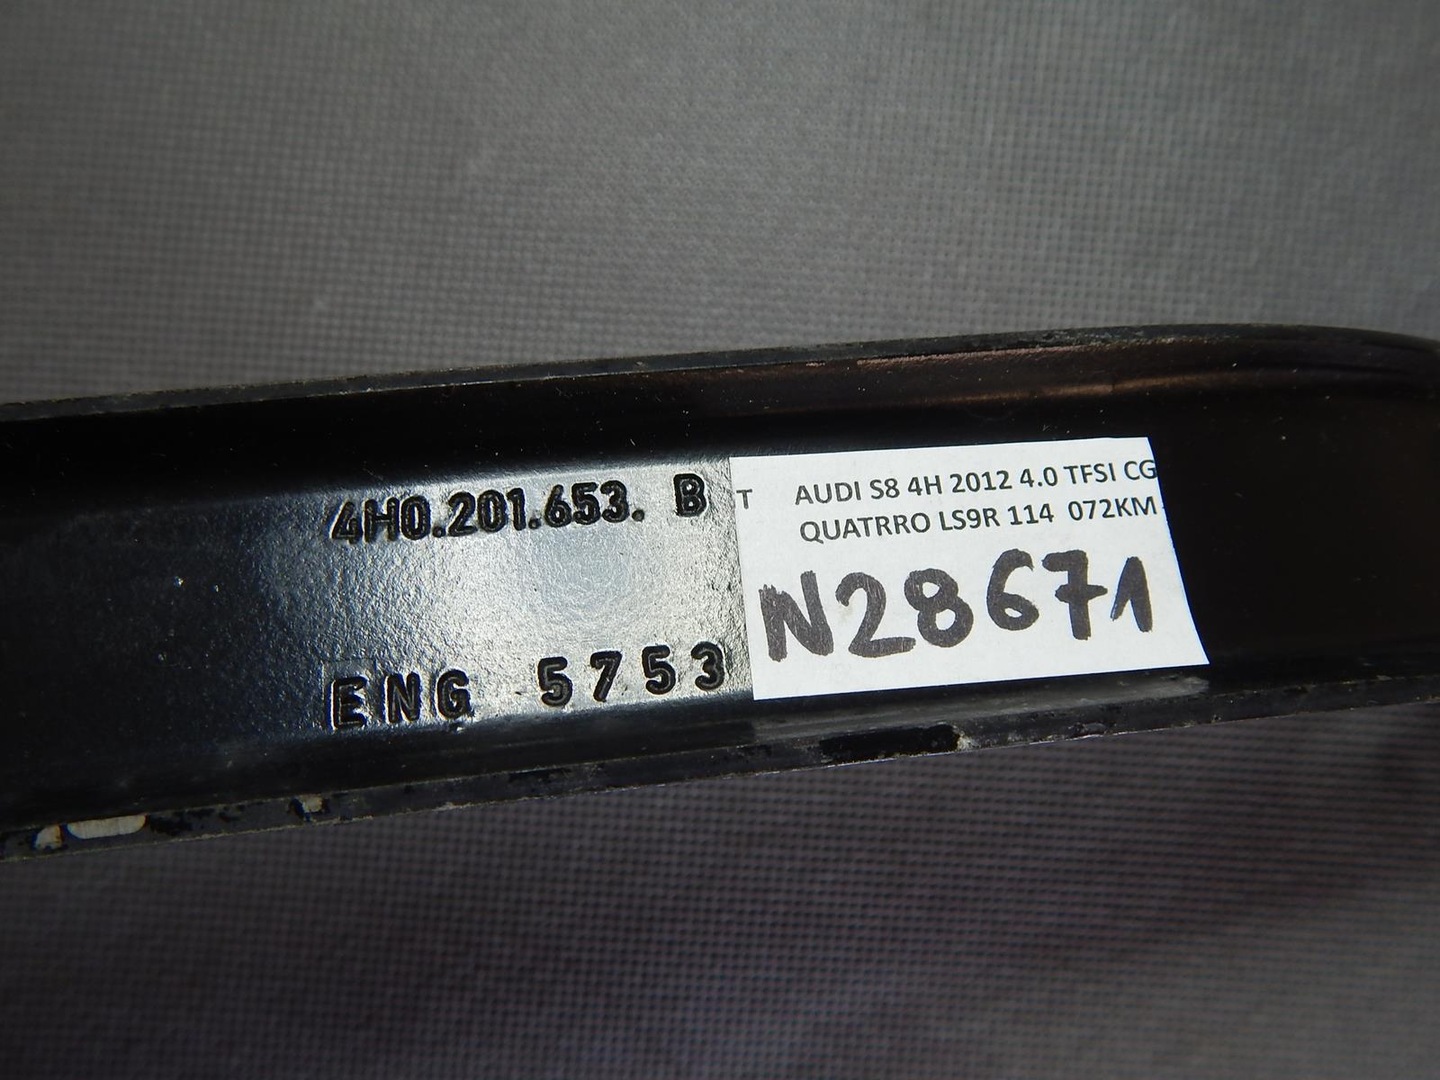 4H0.201.653. B
ENG 5753
T AUDI S8 4H 2012 4.0 TFSI CG
QUATRRO LS9R 114 072KM
N28671